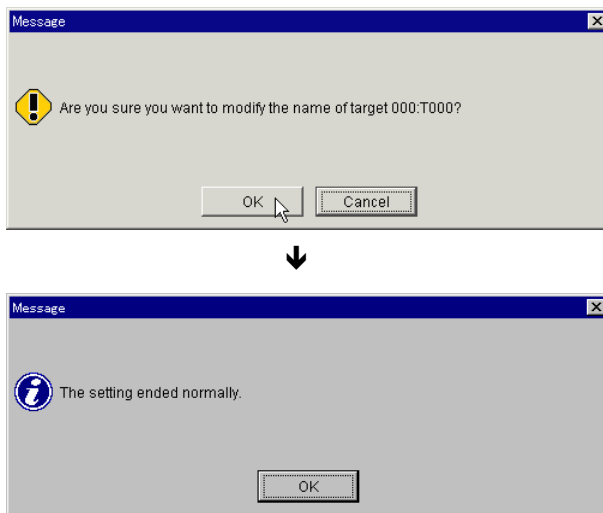 Message
Are you sure you want to modify the name of target 000:T000?
OK Cancel
Message
The setting ended normally.
OK